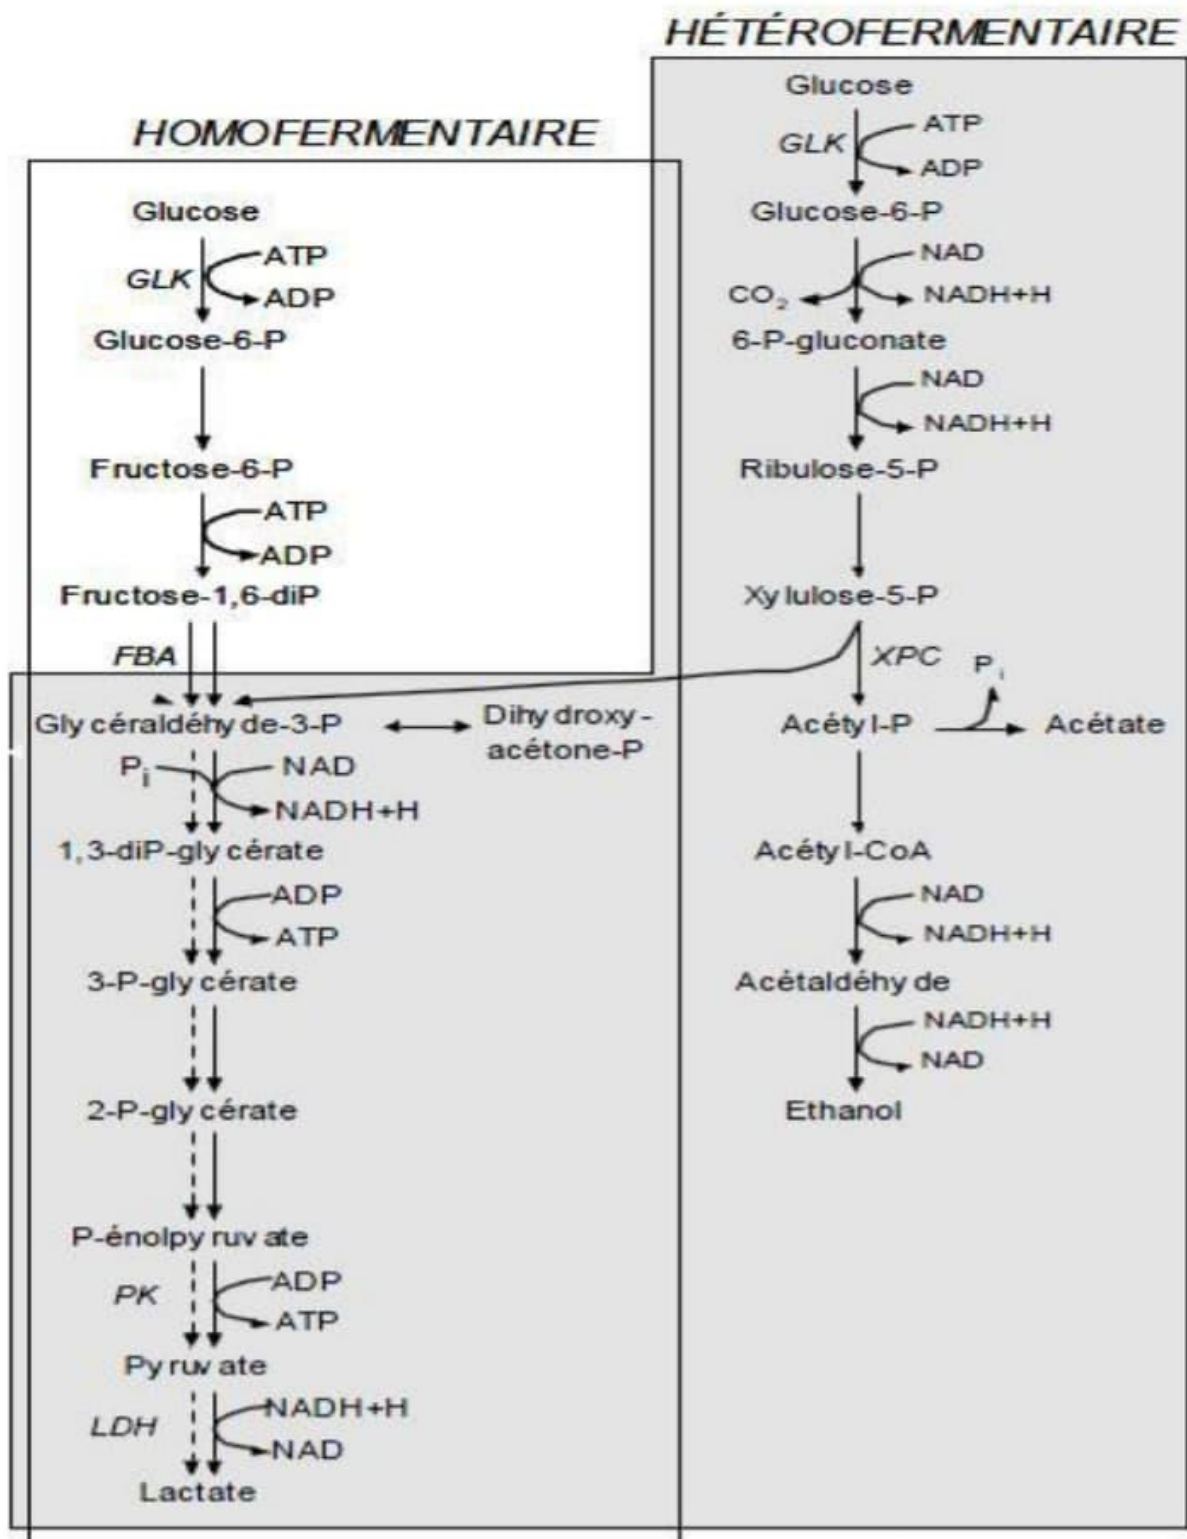 HÉTÉROFERMENTAIRE
HOMOFERMENTAIRE
Glucose
GLK
ATP
ADP
Glucose-6-P
Fructose-6-P
ATP
ADP
Fructose-1,6-diP
FBA
Glycéraldéhyde-3-P
Dihydroxy-
acétone-P
Pi
NAD
NADH+H
1,3-diP-glycérate
ADP
ATP
3-P-glycérate
2-P-glycérate
P-énolpyruvate
PK
ADP
ATP
Pyruvate
LDH
NADH+H
NAD
Lactate
Glucose
GLK
ATP
ADP
Glucose-6-P
NAD
CO₂
NADH+H
6-P-gluconate
NAD
NADH+H
Ribulose-5-P
Xylulose-5-P
XPC
Pi
Acétyl-P
Acétate
Acétyl-CoA
NAD
NADH+H
Acétaldéhyde
NADH+H
NAD
Ethanol